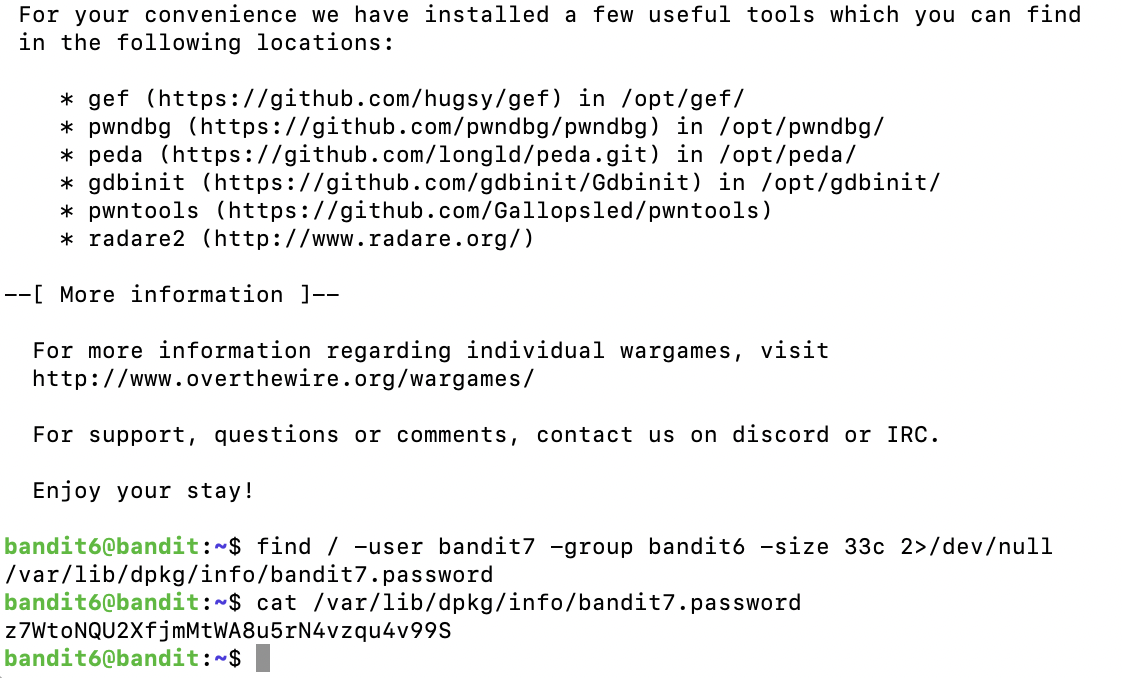 For your convenience we have installed a few useful tools which you can find
in the following locations:
* gef (https://github.com/hugsy/gef) in /opt/gef/
* pwndbg (https://github.com/pwndbg/pwndbg) in /opt/pwndbg/
* peda (https://github.com/longld/peda.git) in /opt/peda/
* gdbinit (https://github.com/gdbinit/Gdbinit) in /opt/gdbinit/
* pwntools (https://github.com/Gallopsled/pwntools)
* radare2 (http://www.radare.org/)
--[ More information ]--
For more information regarding individual wargames, visit
http://www.overthewire.org/wargames/
For support, questions or comments, contact us on discord or IRC.
Enjoy your stay!
bandit6@bandit:~$ find / -user bandit7 -group bandit6 -size 33c 2>/dev/null
/var/lib/dpkg/info/bandit7.password
bandit6@bandit:~$ cat /var/lib/dpkg/info/bandit7.password
z7WtoNQU2XfjmMtWA8u5rN4vzqu4v99S
bandit6@bandit:~$